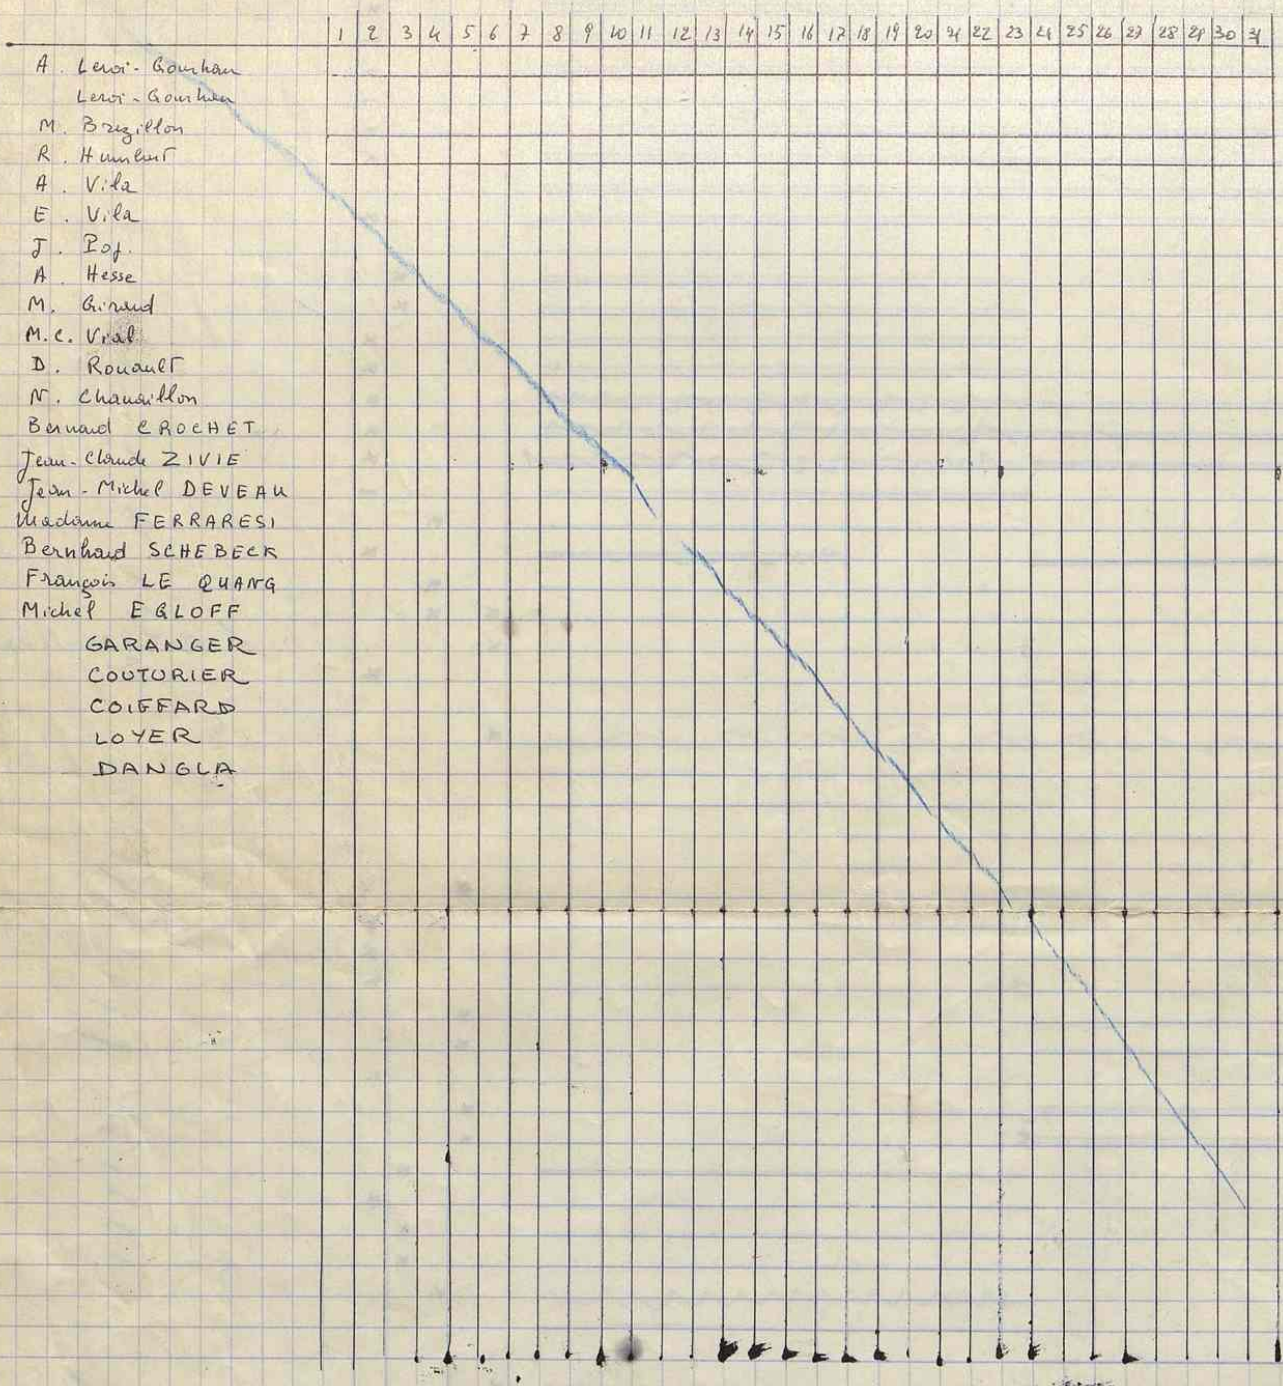 1 2 3 4 5 6 7 8 9 10 11 12 13 14 15 16 17 18 19 20 21 22 23 24 25 26 27 28 29 30 31
A. Leroi-Gourhan
Leroi-Gourhan
M. Brezillon
R. Humbert
A. Vila
E. Vila
J.
A. Hesse
M. Girard
M.C. Vial
D. Rouault
N. Chavaillon
Bernard CROCHET
Jean-Claude ZIVIE
Jean-Michel DEVEAU
Madame FERRARESI
Bernhard SCHEBECK
François LE QUANG
Michel EGLOFF
GARANGER
COUTURIER
COIFFARD
LOYER
DANGLA